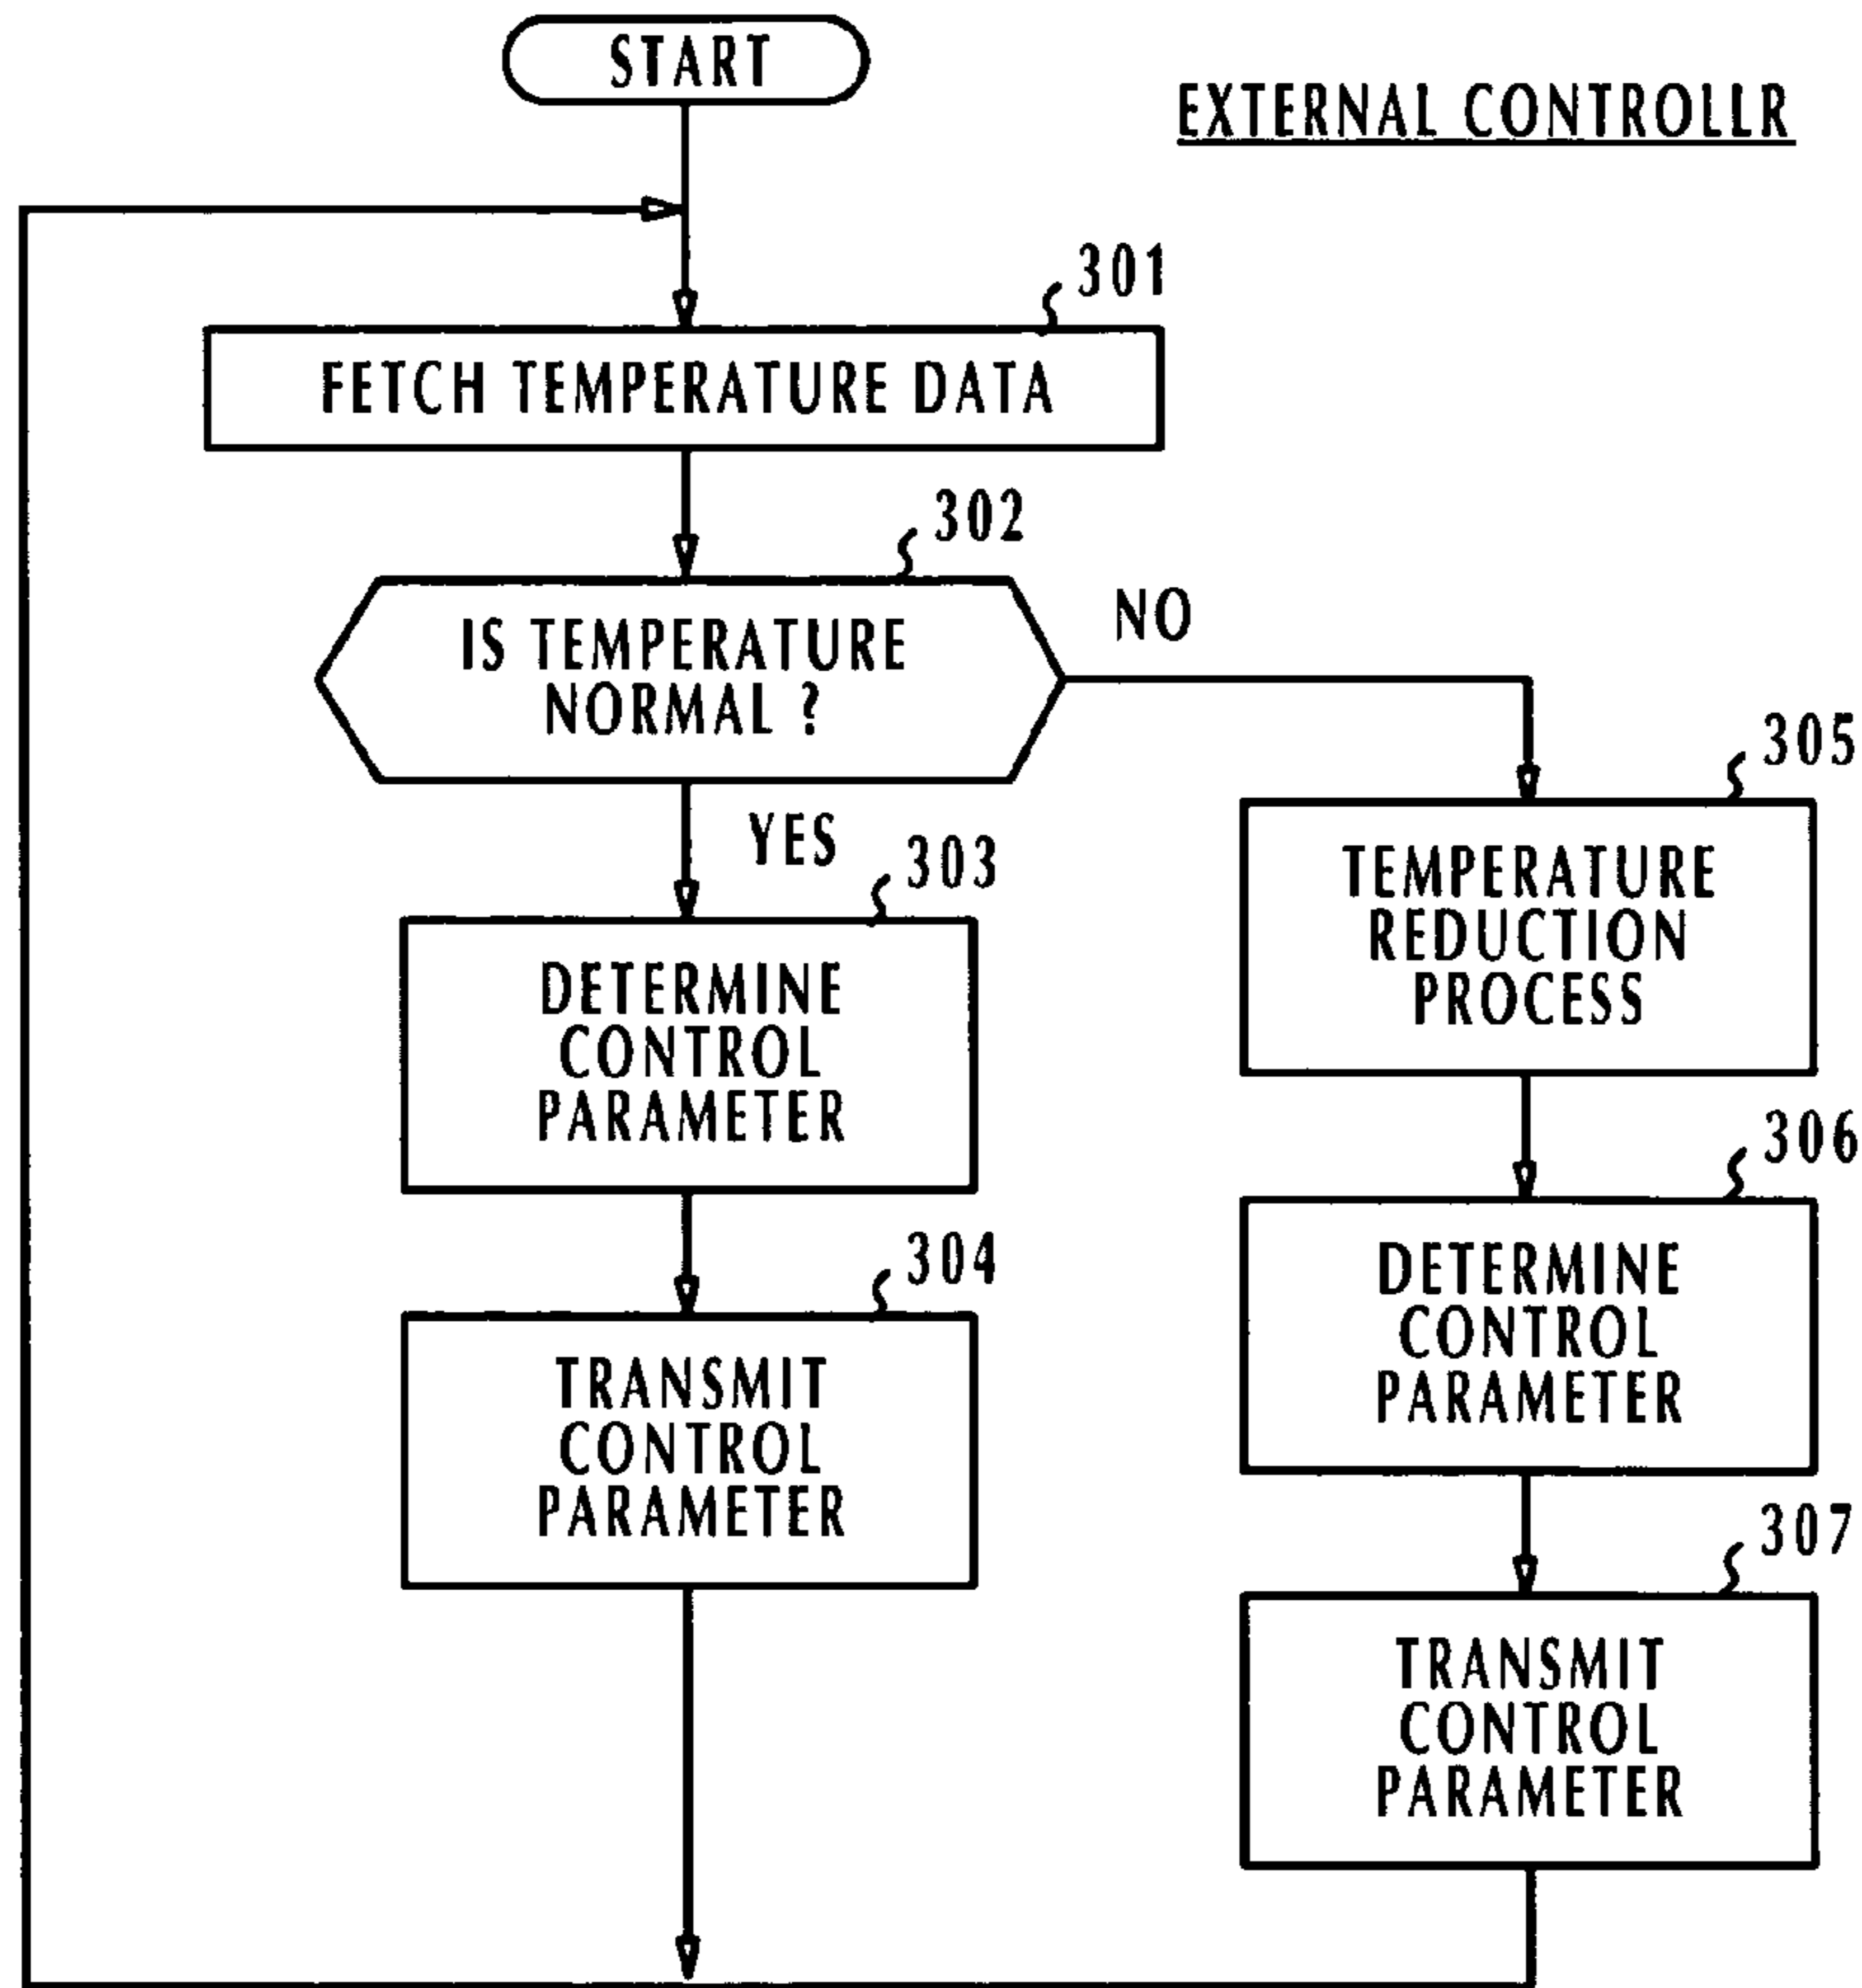 START
EXTERNAL CONTROLLR
301
FETCH TEMPERATURE DATA
302
IS TEMPERATURE
NORMAL ?
NO
YES
303
DETERMINE
CONTROL
PARAMETER
304
TRANSMIT
CONTROL
PARAMETER
305
TEMPERATURE
REDUCTION
PROCESS
306
DETERMINE
CONTROL
PARAMETER
307
TRANSMIT
CONTROL
PARAMETER